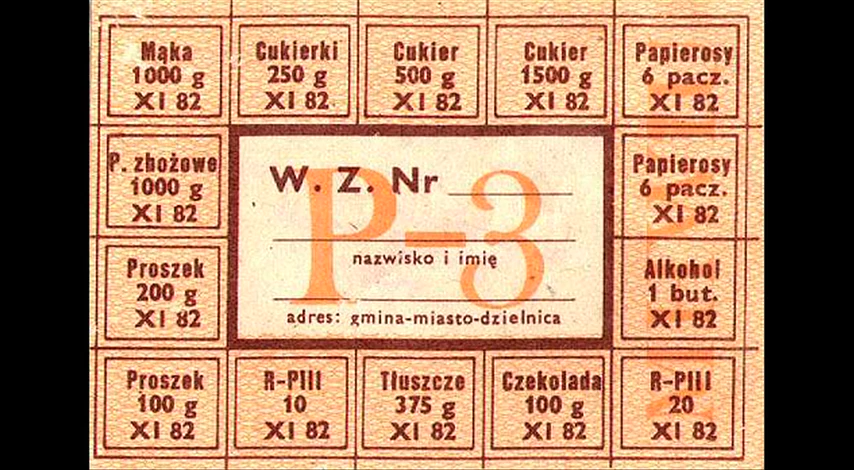 Mąka
1000 g
XI 82
Cukierki
250 g
XI 82
Cukier
500 g
XI 82
Cukier
1500 g
XI 82
Papierosy
6 pacz.
XI 82
P. zbożowe
1000 g
XI 82
Papierosy
6 pacz.
XI 82
W. Z. Nr
P-3
nazwisko i imię
adres: gmina-miasto-dzielnica
Proszek
200 g
XI 82
Alkohol
1 but.
XI 82
Proszek
100 g
XI 82
R-PIII
10
XI 82
Tłuszcze
375 g
XI 82
Czekolada
100 g
XI 82
R-PIII
20
XI 82